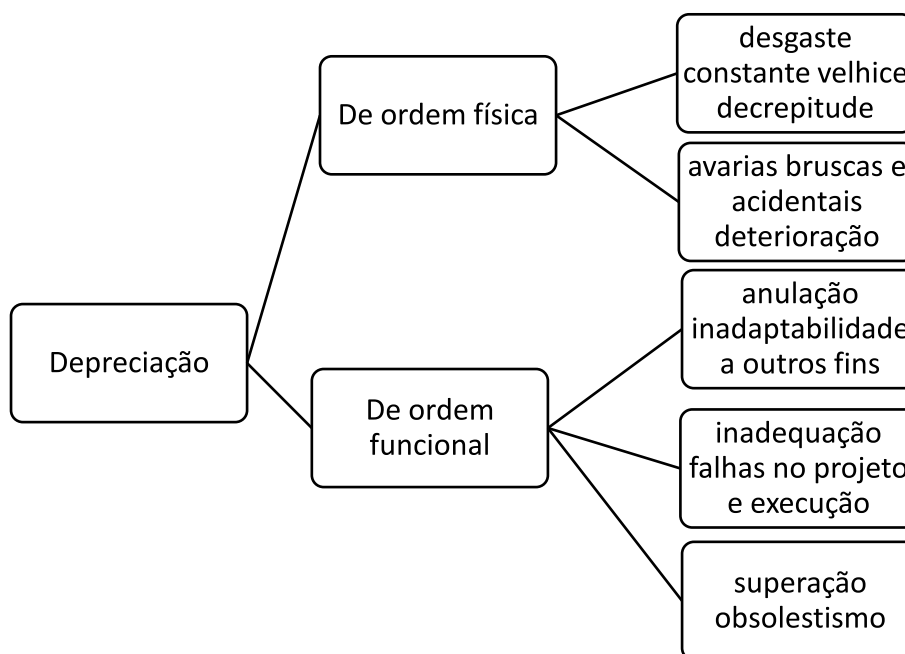 desgaste
constante velhice
decrepitude
De ordem física
avarias bruscas e
acidentais
deterioração
Depreciação
anulação
inadaptabilidade
a outros fins
De ordem
funcional
inadequação
falhas no projeto
e execução
superação
obsolestismo